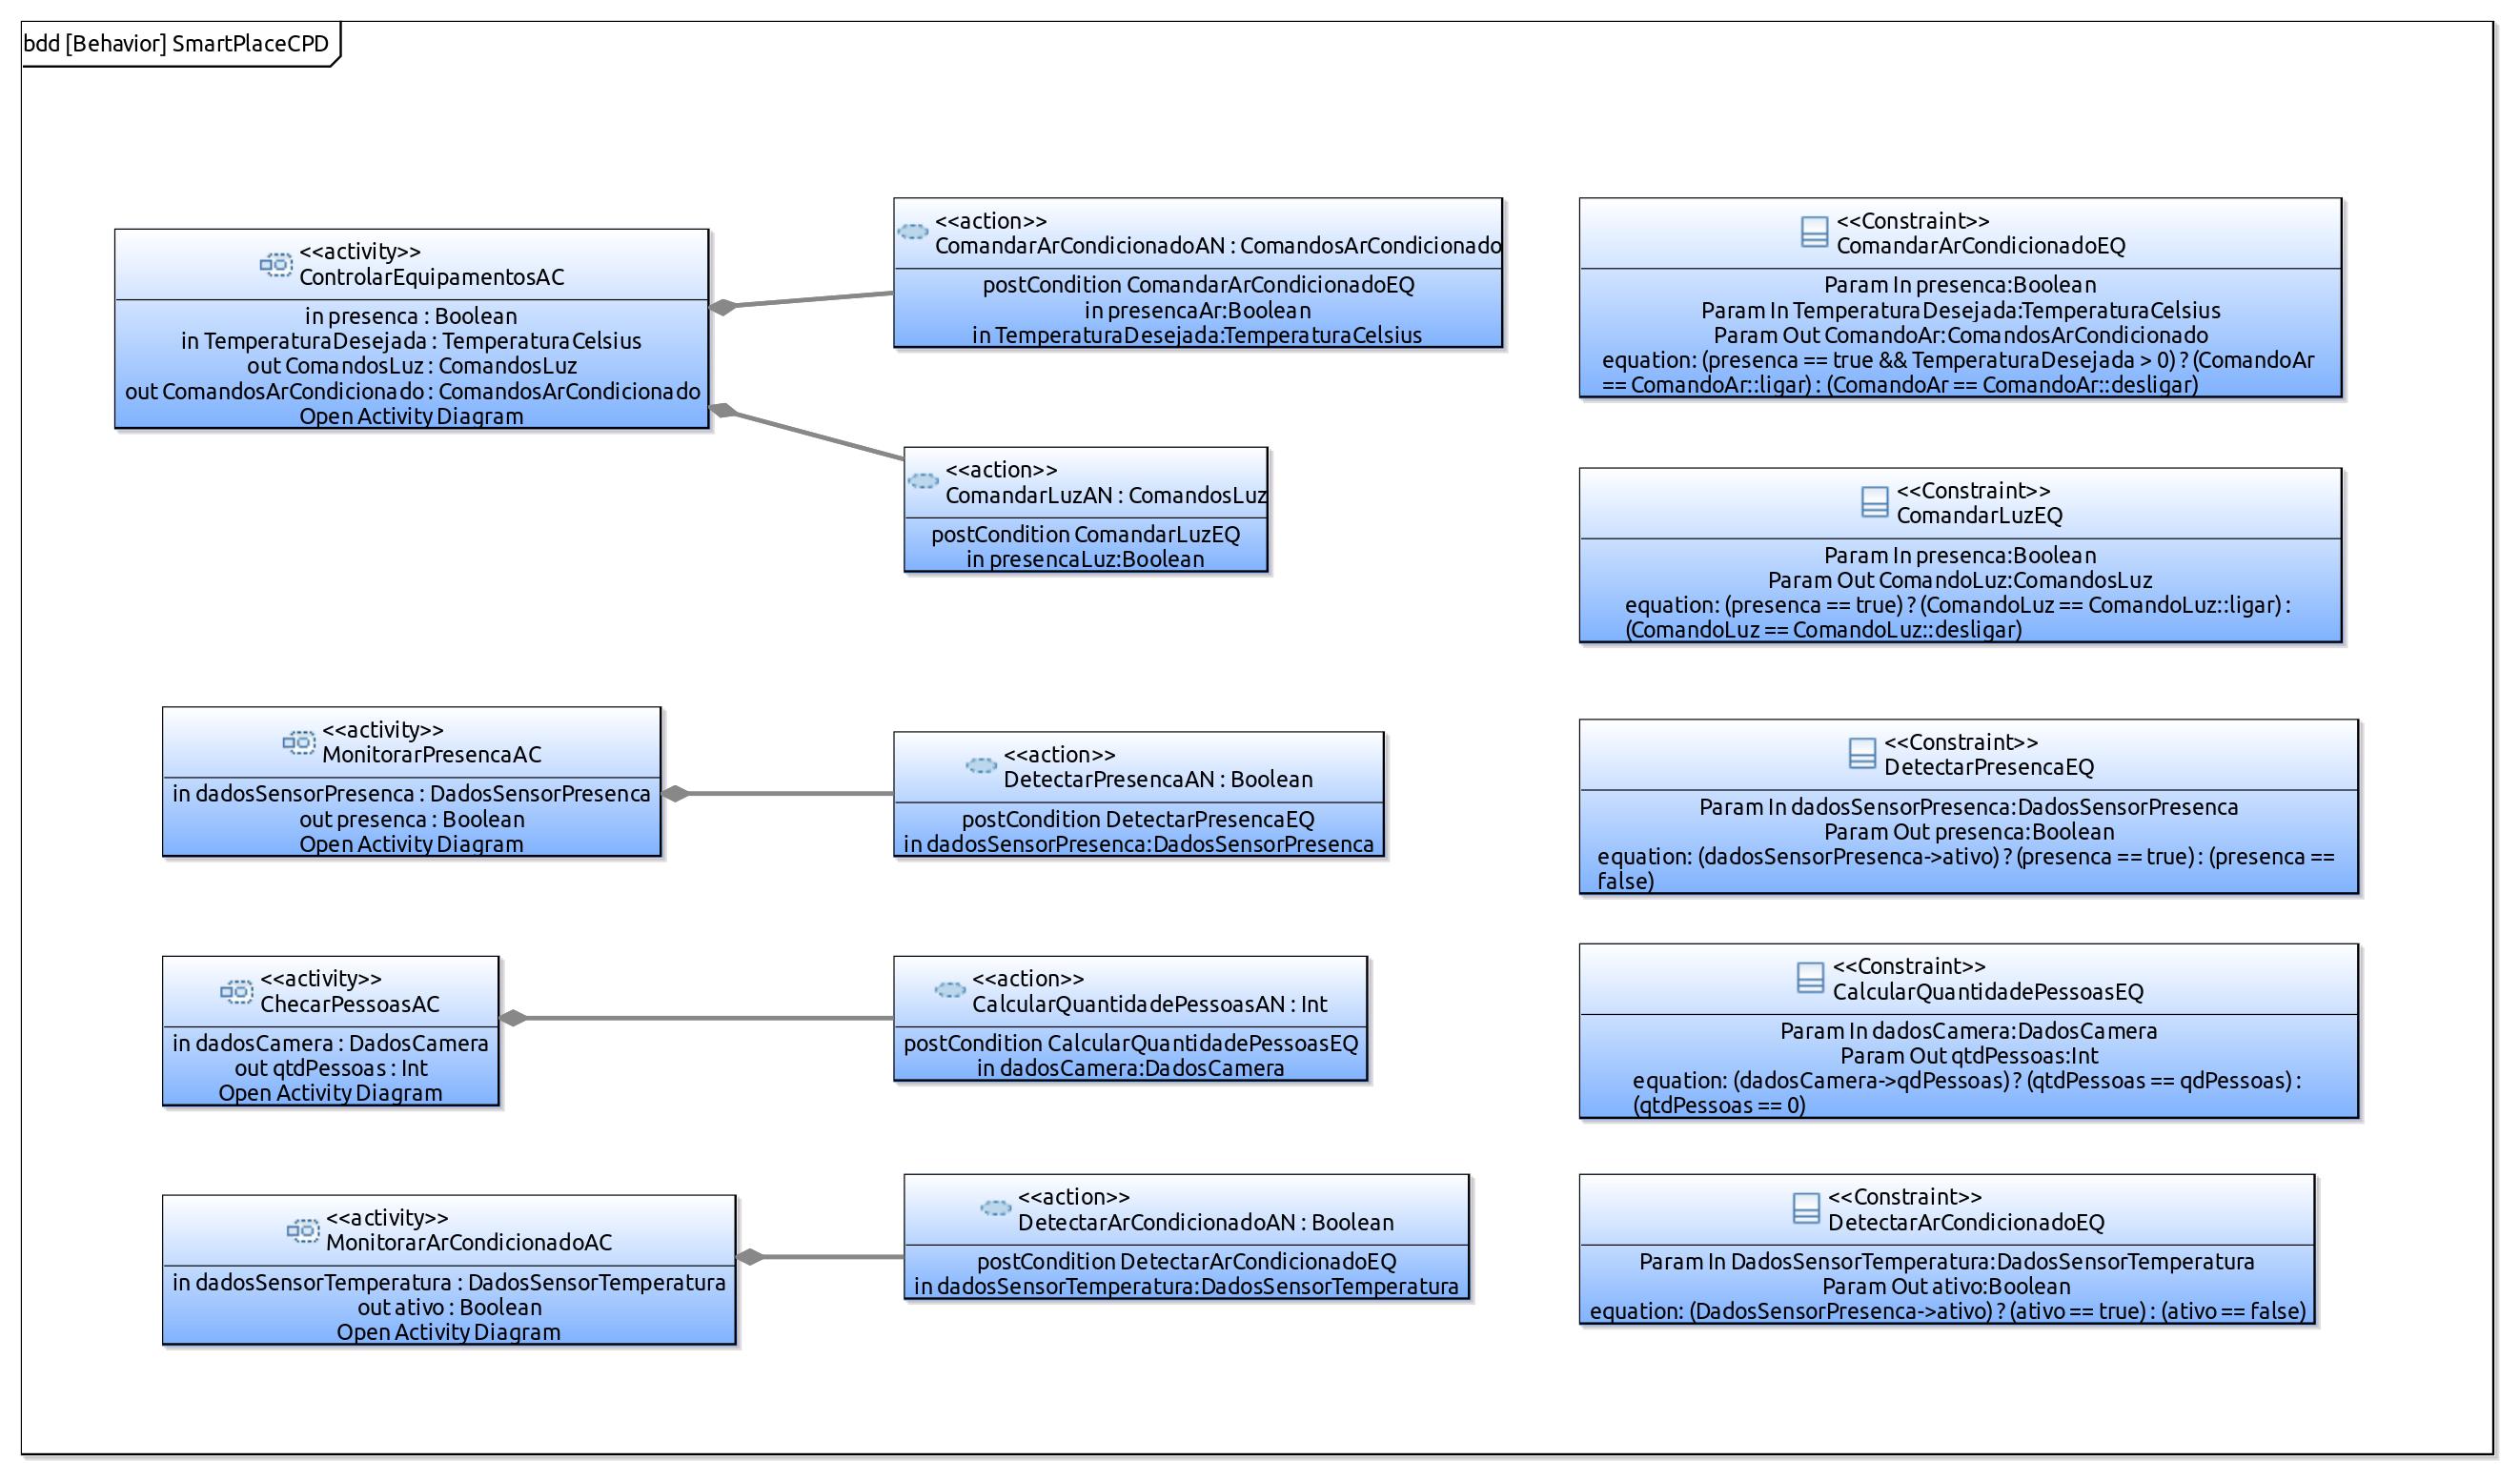 bdd [Behavior] SmartPlaceCPD
<<activity>>
ControlarEquipamentosAC
in presenca : Boolean
in TemperaturaDesejada : TemperaturaCelsius
out ComandosLuz : ComandosLuz
out ComandosArCondicionado : ComandosArCondicionado
Open Activity Diagram
<<action>>
ComandarArCondicionadoAN : ComandosArCondicionado
postCondition ComandarArCondicionadoEQ
in presencaAr:Boolean
in TemperaturaDesejada:TemperaturaCelsius
<<Constraint>>
ComandarArCondicionadoEQ
Param In presenca:Boolean
Param In TemperaturaDesejada:TemperaturaCelsius
Param Out ComandoAr:ComandosArCondicionado
equation: (presenca == true && TemperaturaDesejada > 0) ? (ComandoAr
== ComandoAr::ligar) : (ComandoAr == ComandoAr::desligar)
<<action>>
ComandarLuzAN : ComandosLuz
postCondition ComandarLuzEQ
in presencaLuz:Boolean
<<Constraint>>
ComandarLuzEQ
Param In presenca:Boolean
Param Out ComandoLuz:ComandosLuz
equation: (presenca == true) ? (ComandoLuz == ComandoLuz::ligar) :
(ComandoLuz == ComandoLuz::desligar)
<<activity>>
MonitorarPresencaAC
in dadosSensorPresenca : DadosSensorPresenca
out presenca : Boolean
Open Activity Diagram
<<action>>
DetectarPresencaAN : Boolean
postCondition DetectarPresencaEQ
in dadosSensorPresenca:DadosSensorPresenca
<<Constraint>>
DetectarPresencaEQ
Param In dadosSensorPresenca:DadosSensorPresenca
Param Out presenca:Boolean
equation: (dadosSensorPresenca->ativo) ? (presenca == true) : (presenca ==
false)
<<activity>>
ChecarPessoasAC
in dadosCamera : DadosCamera
out qtdPessoas : Int
Open Activity Diagram
<<action>>
CalcularQuantidadePessoasAN : Int
postCondition CalcularQuantidadePessoasEQ
in dadosCamera:DadosCamera
<<Constraint>>
CalcularQuantidadePessoasEQ
Param In dadosCamera:DadosCamera
Param Out qtdPessoas:Int
equation: (dadosCamera->qdPessoas) ? (qtdPessoas == qdPessoas) :
(qtdPessoas == 0)
<<activity>>
MonitorarArCondicionadoAC
in dadosSensorTemperatura : DadosSensorTemperatura
out ativo : Boolean
Open Activity Diagram
<<action>>
DetectarArCondicionadoAN : Boolean
postCondition DetectarArCondicionadoEQ
in dadosSensorTemperatura:DadosSensorTemperatura
<<Constraint>>
DetectarArCondicionadoEQ
Param In DadosSensorTemperatura:DadosSensorTemperatura
Param Out ativo:Boolean
equation: (DadosSensorPresenca->ativo) ? (ativo == true) : (ativo == false)